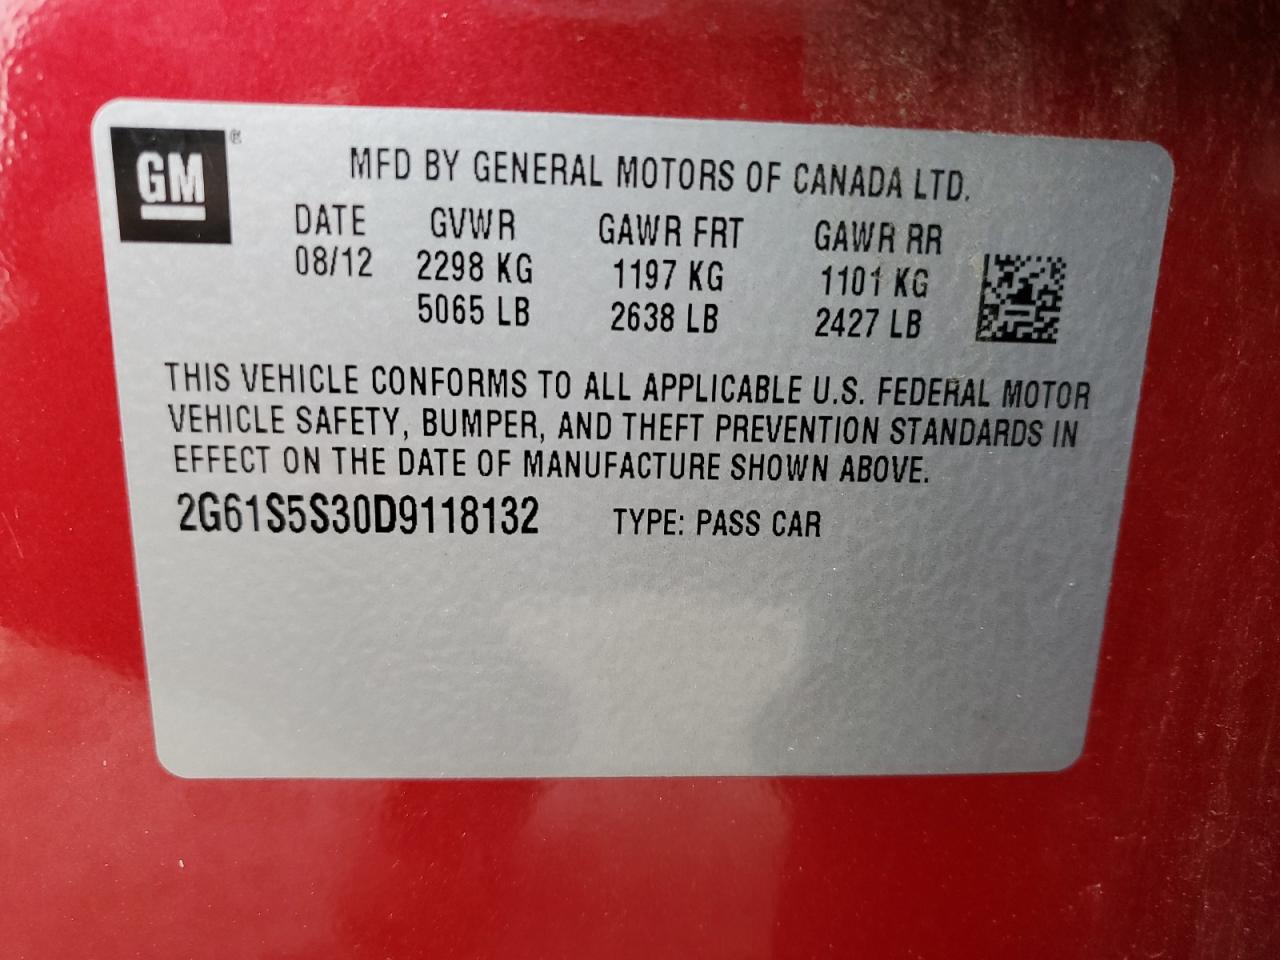 GM ®
MFD BY GENERAL MOTORS OF CANADA LTD.
DATE GVWR GAWR FRT GAWR RR
08/12 2298 KG 1197 KG 1101 KG
5065 LB 2638 LB 2427 LB
THIS VEHICLE CONFORMS TO ALL APPLICABLE U.S. FEDERAL MOTOR
VEHICLE SAFETY, BUMPER, AND THEFT PREVENTION STANDARDS IN
EFFECT ON THE DATE OF MANUFACTURE SHOWN ABOVE.
2G61S5S30D9118132 TYPE: PASS CAR